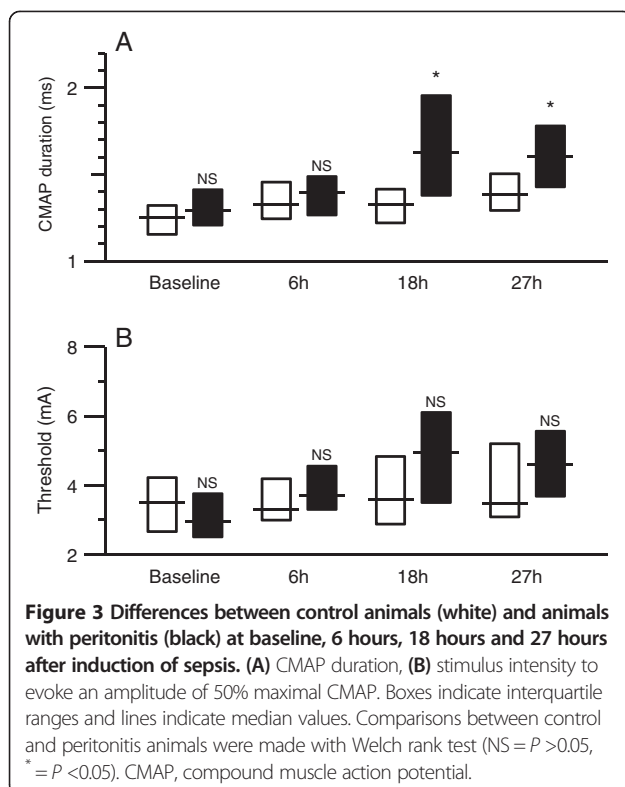 A
CMAP duration (ms)
2
1
*
*
NS
NS
Baseline
6h
18h
27h
B
Threshold (mA)
8
6
4
2
NS
NS
NS
NS
Baseline
6h
18h
27h
Figure 3 Differences between control animals (white) and animals
with peritonitis (black) at baseline, 6 hours, 18 hours and 27 hours
after induction of sepsis. (A) CMAP duration, (B) stimulus intensity to
evoke an amplitude of 50% maximal CMAP. Boxes indicate interquartile
ranges and lines indicate median values. Comparisons between control
and peritonitis animals were made with Welch rank test (NS = P >0.05,
* = P <0.05). CMAP, compound muscle action potential.